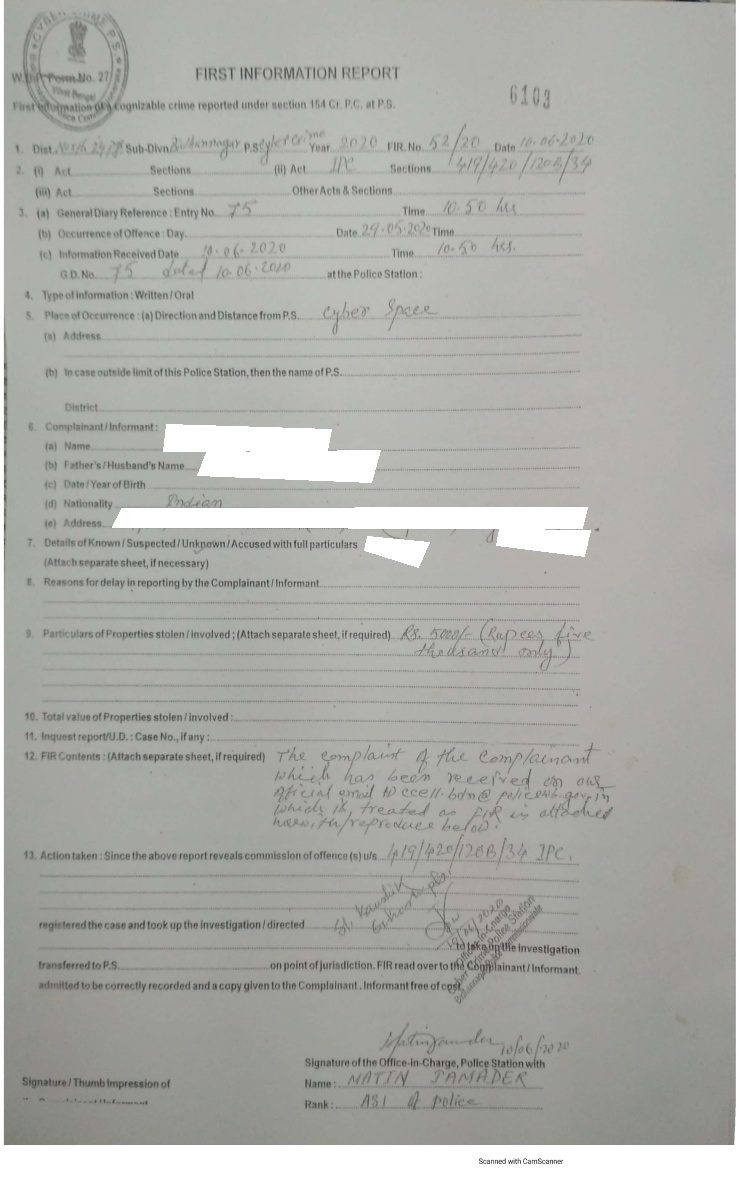 CYBER CRIME P.S.
W.B.P. Form No. 27
West Bengal
FIRST INFORMATION REPORT
6103
First Information of a cognizable crime reported under section 154 Cr. P.C. at P.S.
1. Dist. Sub-Divn. Bidhannagar P.S. Cyber Crime Year 2020 FIR. No. 52/20 Date 10.06.2020
2. (i) Act Sections (ii) Act IPC Sections 419/420/120B/34
(iii) Act Sections Other Acts & Sections
3. (a) General Diary Reference : Entry No. 75 Time 10.50 hrs
(b) Occurrence of Offence : Day Date 29.05.2020 Time
(c) Information Received Date 10.06.2020 Time 10.50 hrs.
G.D. No. 75 dated 10.06.2020 at the Police Station :
4. Type of Information : Written / Oral
5. Place of Occurrence : (a) Direction and Distance from P.S. Cyber Space
(a) Address
(b) In case outside limit of this Police Station, then the name of P.S.
District
6. Complainant / Informant :
(a) Name
(b) Father's / Husband's Name
(c) Date / Year of Birth
(d) Nationality Indian
(e) Address
7. Details of Known / Suspected / Unknown / Accused with full particulars
(Attach separate sheet, if necessary)
8. Reasons for delay in reporting by the Complainant / Informant
9. Particulars of Properties stolen / involved ; (Attach separate sheet, if required) Rs. 5000/- (Rupees five
thousand only)
10. Total value of Properties stolen / involved :
11. Inquest report / U.D. : Case No., if any :
12. FIR Contents : (Attach separate sheet, if required) The complaint of the complainant
which has been received on our
official email ID ccell-bdn@policewb.gov.in
which is treated as FIR is attached
herewith/reproduce below.
13. Action taken : Since the above report reveals commission of offence (s) u/s 419/420/120B/34 IPC.
SI. Kaushik
registered the case and took up the investigation / directed
10/06/2020
Officer-in-Charge
Cyber Crime Police Station
to take up the investigation
transferred to P.S. on point of jurisdiction. FIR read over to the Complainant / Informant.
admitted to be correctly recorded and a copy given to the Complainant. Informant free of cost.
10/06/2020
Signature of the Office-in-Charge, Police Station with
Signature / Thumb Impression of Name : MATIN JAMADER
Rank : ASI of police
Scanned with CamScanner